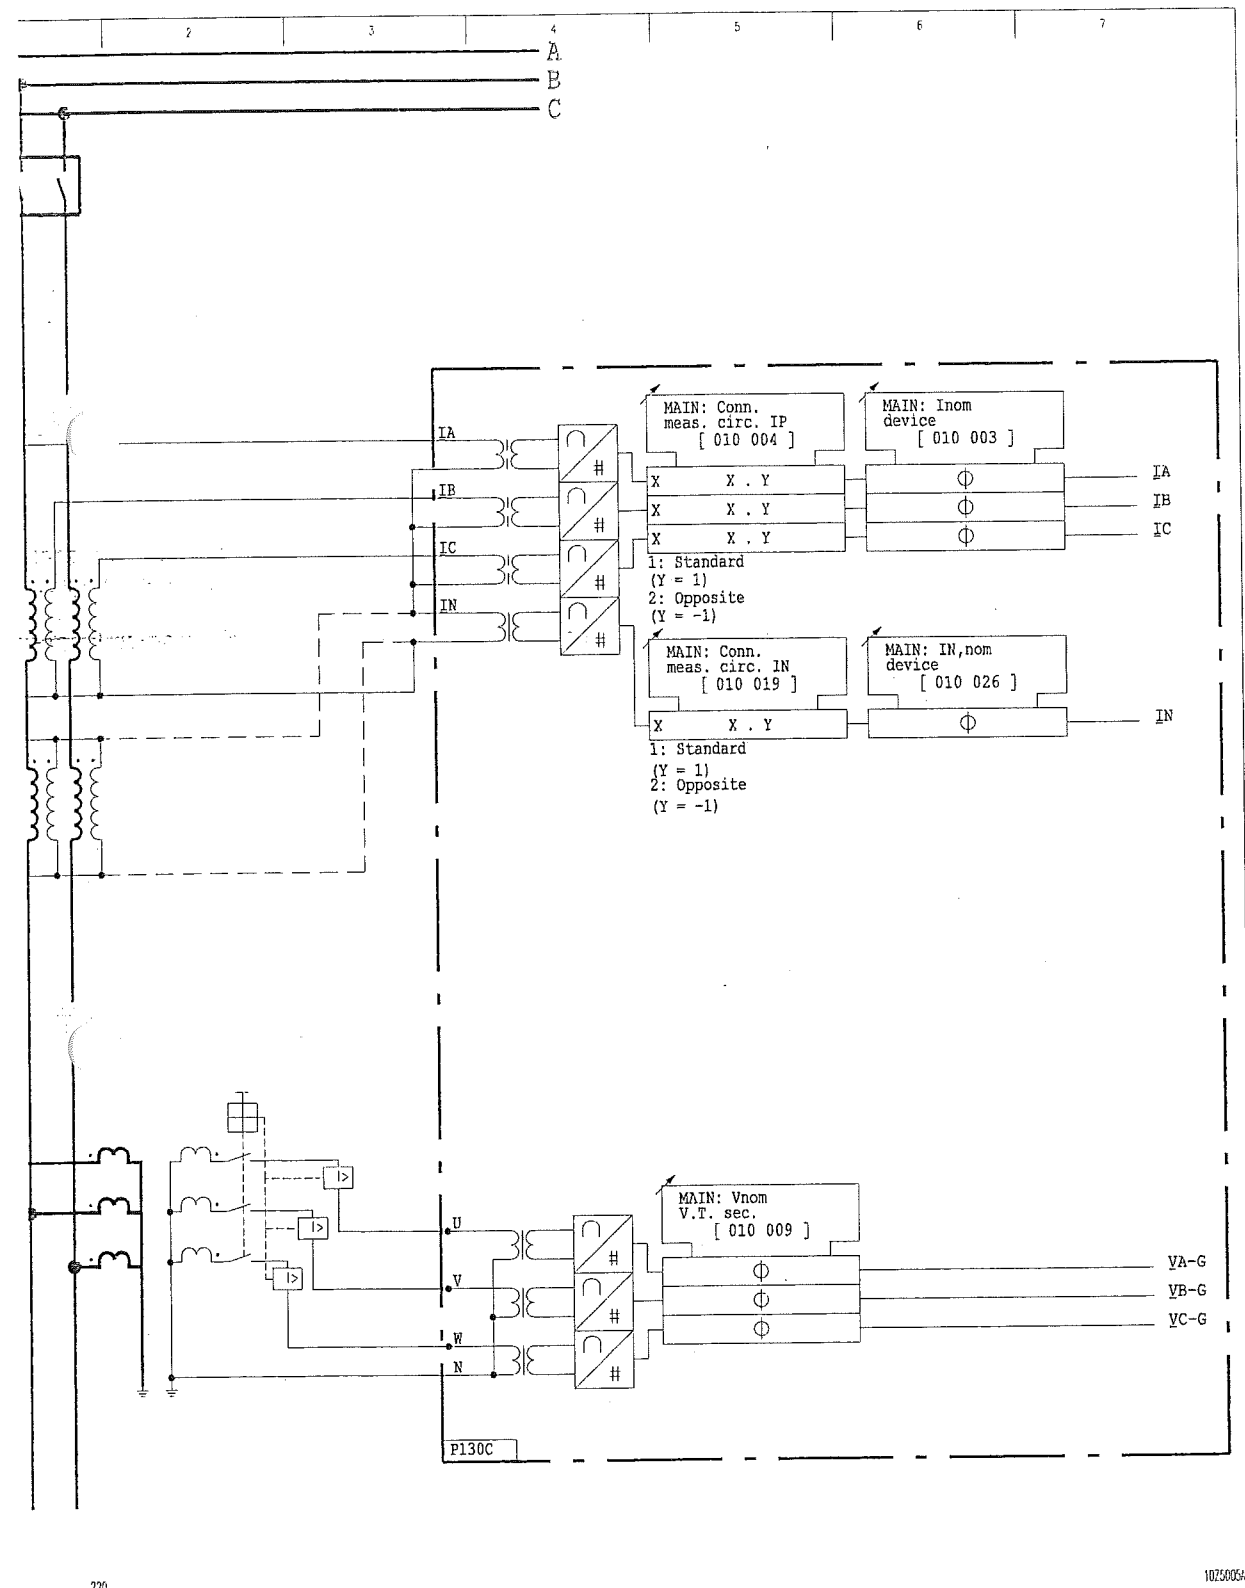 2
3
4
5
6
7
A
B
C
MAIN: Conn.
meas. circ. IP
[ 010 004 ]
MAIN: Inom
device
[ 010 003 ]
IA
IB
IC
IN
#
#
#
#
X X . Y
X X . Y
X X . Y
ϕ
ϕ
ϕ
IA
IB
IC
1: Standard
(Y = 1)
2: Opposite
(Y = -1)
MAIN: Conn.
meas. circ. IN
[ 010 019 ]
MAIN: IN,nom
device
[ 010 026 ]
X X . Y
ϕ
IN
1: Standard
(Y = 1)
2: Opposite
(Y = -1)
I>
I>
I>
U
V
W
N
#
#
#
MAIN: Vnom
V.T. sec.
[ 010 009 ]
ϕ
ϕ
ϕ
VA-G
VB-G
VC-G
P130C